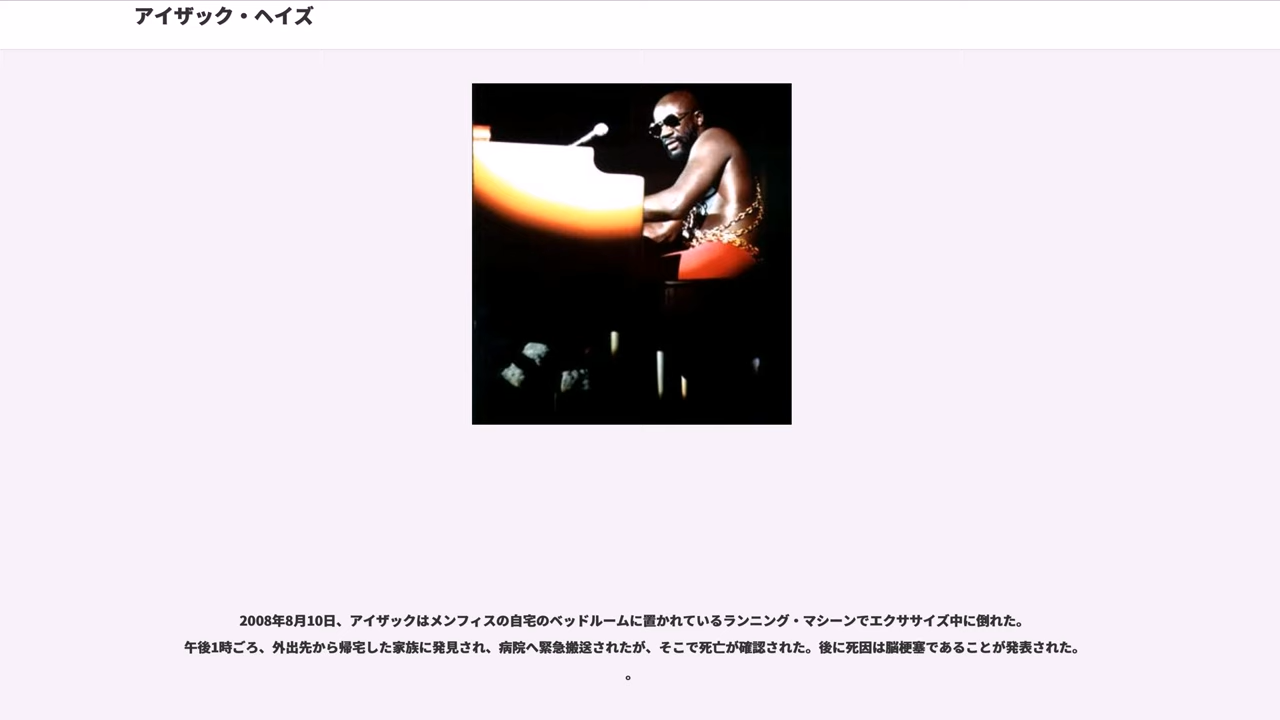 アイザック・ヘイズ
2008年8月10日、アイザックはメンフィスの自宅のベッドルームに置かれているランニング・マシーンでエクササイズ中に倒れた。
午後1時ごろ、外出先から帰宅した家族に発見され、病院へ緊急搬送されたが、そこで死亡が確認された。後に死因は脳梗塞であることが発表された。
。